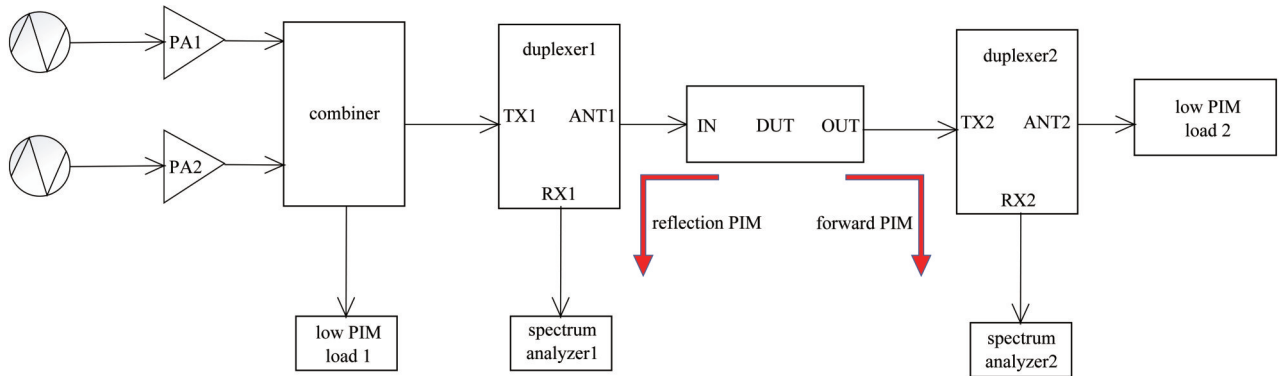 PA1
PA2
combiner
low PIM
load 1
duplexer1
TX1 ANT1
RX1
spectrum
analyzer1
IN DUT OUT
reflection PIM
forward PIM
duplexer2
TX2 ANT2
RX2
spectrum
analyzer2
low PIM
load 2